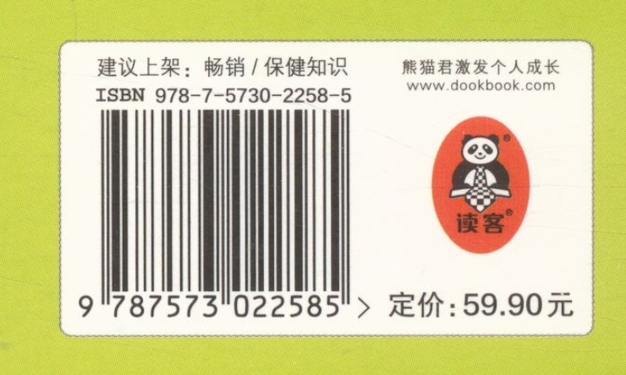 建议上架：畅销/保健知识
ISBN 978-7-5730-2258-5
9 787573 022585 >
熊猫君激发个人成长
www.dookbook.com
读客®
定价:59.90元